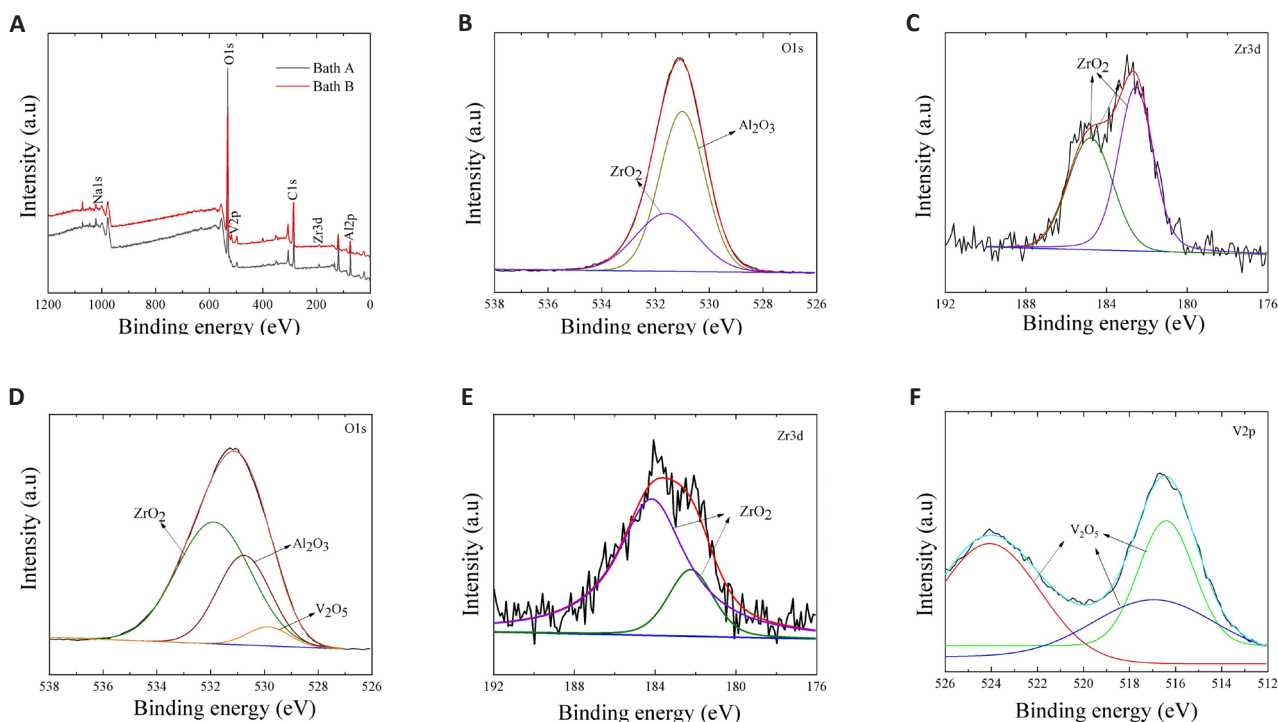 A
Intensity (a.u)
O1s
Bath A
Bath B
Na1s
V2p
C1s
Zr3d
Al2p
1200 1000 800 600 400 200 0
Binding energy (eV)
B
Intensity (a.u)
O1s
Al₂O₃
ZrO₂
538 536 534 532 530 528 526
Binding energy (eV)
C
Intensity (a.u)
Zr3d
ZrO₂
192 188 184 180 176
Binding energy (eV)
D
Intensity (a.u)
O1s
ZrO₂
Al₂O₃
V₂O₅
538 536 534 532 530 528 526
Binding energy (eV)
E
Intensity (a.u)
Zr3d
ZrO₂
192 188 184 180 176
Binding energy (eV)
F
Intensity (a.u)
V2p
V₂O₅
526 524 522 520 518 516 514 512
Binding energy (eV)